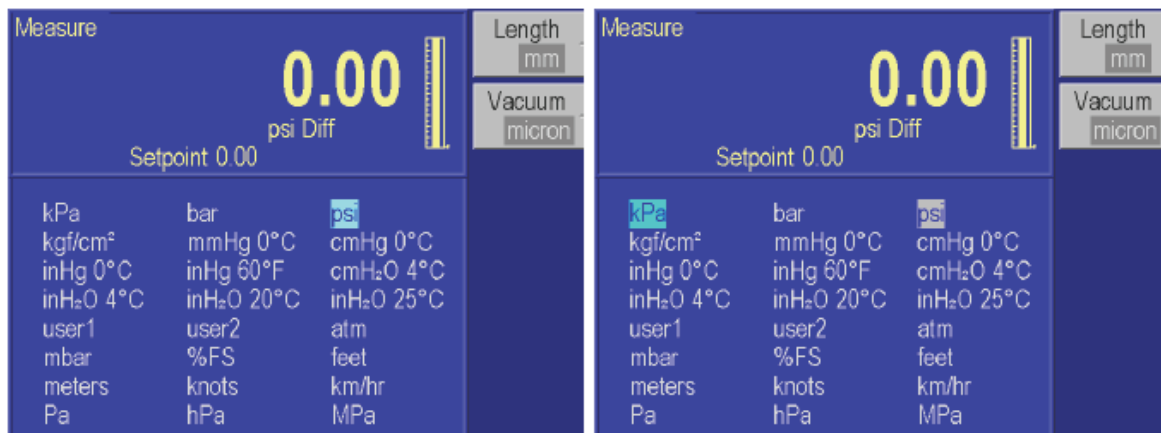 Measure
0.00
psi Diff
Setpoint 0.00
Length
mm
Vacuum
micron
kPa bar psi
kgf/cm² mmHg 0°C cmHg 0°C
inHg 0°C inHg 60°F cmH₂O 4°C
inH₂O 4°C inH₂O 20°C inH₂O 25°C
user1 user2 atm
mbar %FS feet
meters knots km/hr
Pa hPa MPa
Measure
0.00
psi Diff
Setpoint 0.00
Length
mm
Vacuum
micron
kPa bar psi
kgf/cm² mmHg 0°C cmHg 0°C
inHg 0°C inHg 60°F cmH₂O 4°C
inH₂O 4°C inH₂O 20°C inH₂O 25°C
user1 user2 atm
mbar %FS feet
meters knots km/hr
Pa hPa MPa